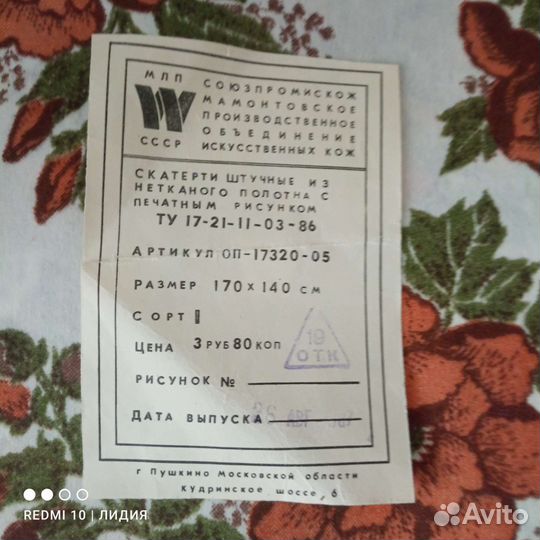 МЛП
СССР
СОЮЗПРОМИСКОЖ
МАМОНТОВСКОЕ
ПРОИЗВОДСТВЕННОЕ
ОБЪЕДИНЕНИЕ
ИСКУССТВЕННЫХ КОЖ
СКАТЕРТИ ШТУЧНЫЕ ИЗ
НЕТКАНОГО ПОЛОТНА С
ПЕЧАТНЫМ РИСУНКОМ
ТУ 17-21-11-03-86
АРТИКУЛ ОП-17320-05
РАЗМЕР 170 × 140 СМ
СОРТ I
ЦЕНА 3 РУБ 80 КОП
19
ОТК
РИСУНОК №
ДАТА ВЫПУСКА АВГ
г Пушкино Московской области
Кудринское шоссе, 6
REDMI 10 | ЛИДИЯ
Avito